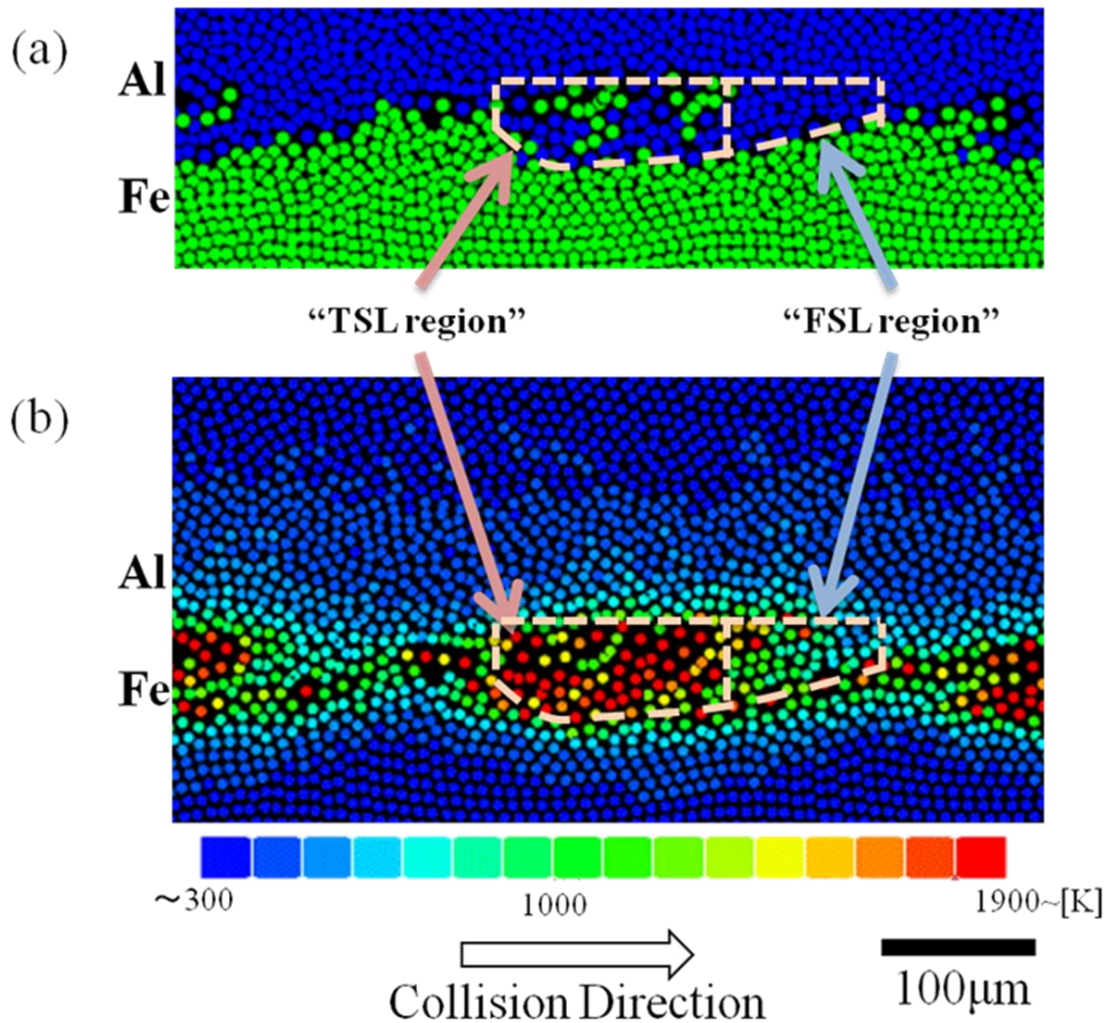 (a)
Al
Fe
“TSL region” “FSL region”
(b)
Al
Fe
~300 1000 1900~[K]
Collision Direction
100μm